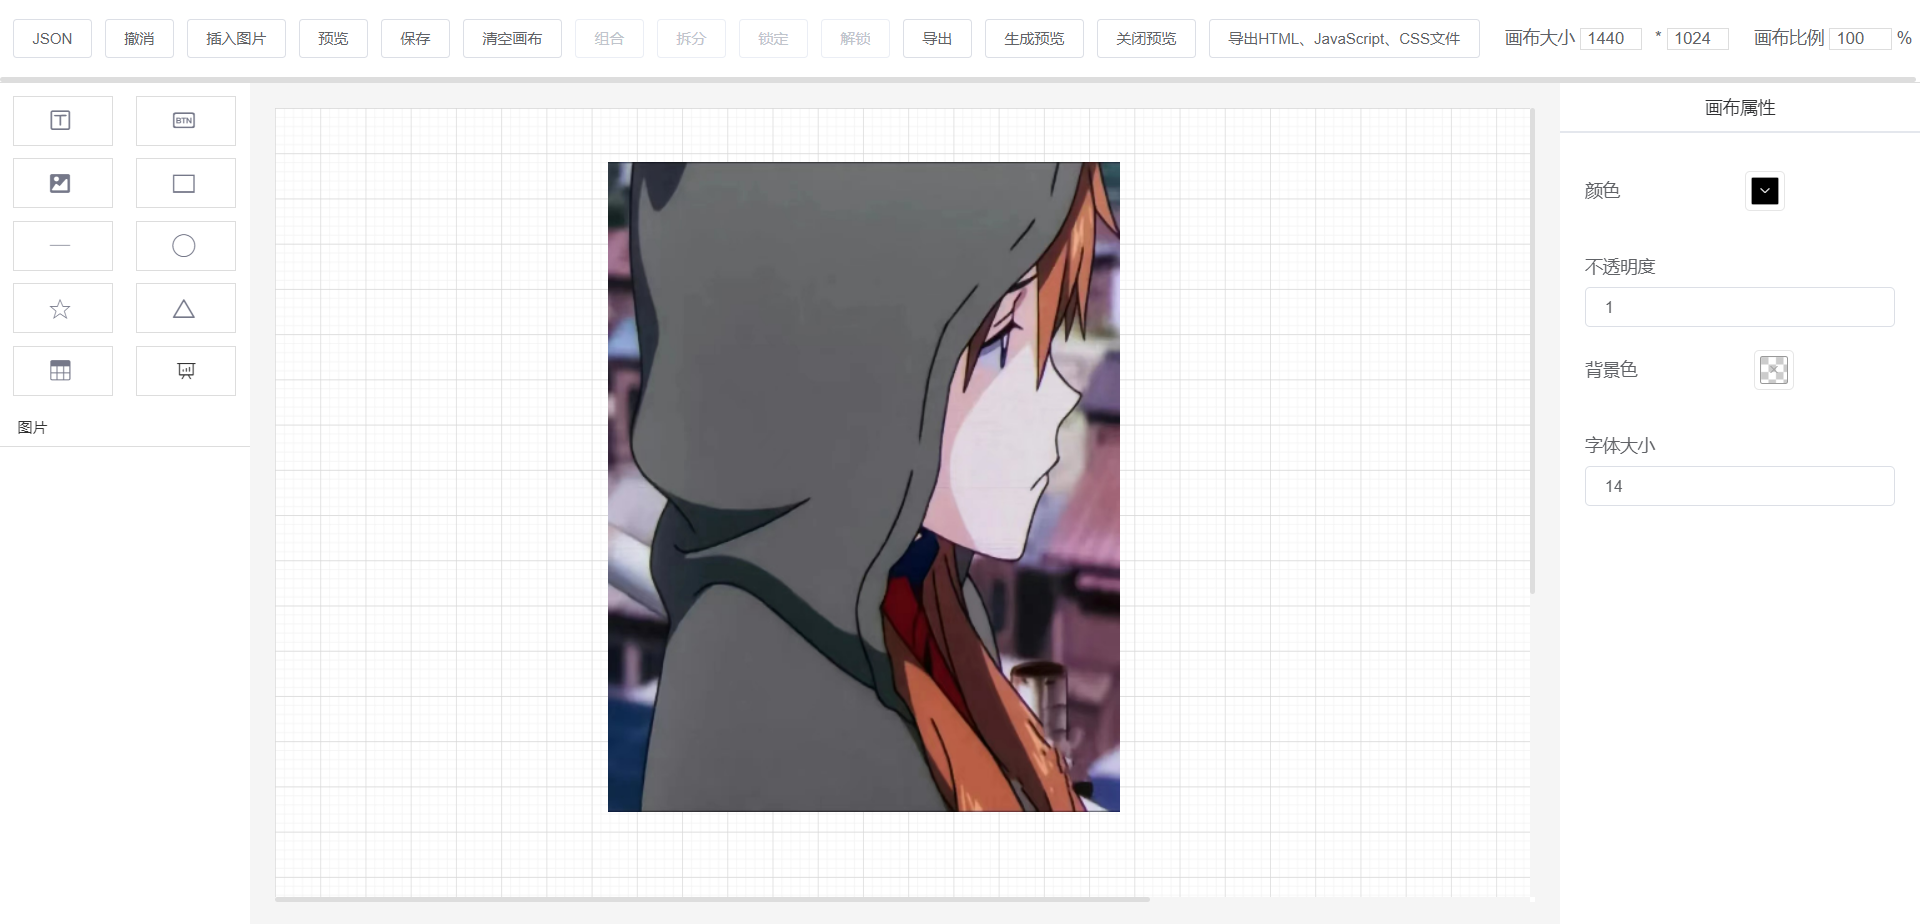 JSON 撤消 插入图片 预览 保存 清空画布 组合 拆分 锁定 解锁 导出 生成预览 关闭预览 导出HTML、JavaScript、CSS文件 画布大小 1440 * 1024 画布比例 100 %
T BTN
图片
画布属性
颜色
不透明度
1
背景色
字体大小
14